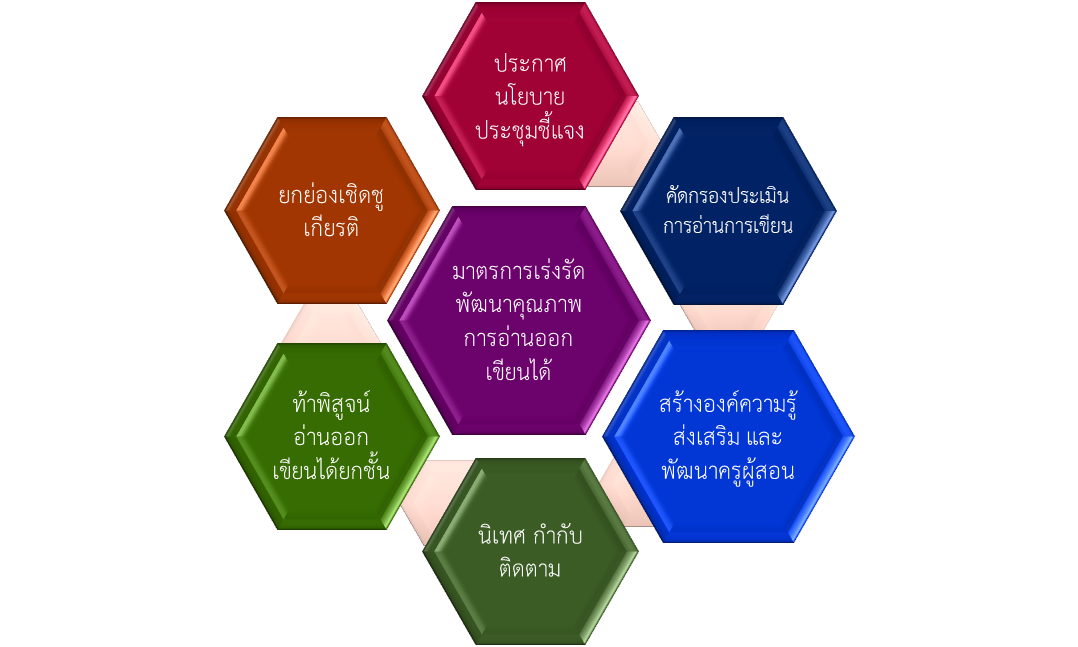 ประกาศ
นโยบาย
ประชุมชี้แจง
คัดกรองประเมิน
การอ่านการเขียน
สร้างองค์ความรู้
ส่งเสริม และ
พัฒนาครูผู้สอน
นิเทศ กำกับ
ติดตาม
ท้าพิสูจน์
อ่านออก
เขียนได้ยกชั้น
ยกย่องเชิดชู
เกียรติ
มาตรการเร่งรัด
พัฒนาคุณภาพ
การอ่านออก
เขียนได้